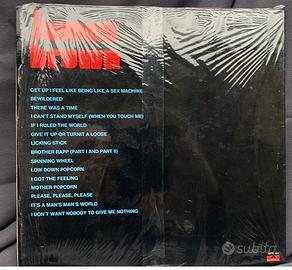 james
brown
GET UP I FEEL LIKE BEING LIKE A SEX MACHINE
BEWILDERED
THERE WAS A TIME
I CAN'T STAND MYSELF (WHEN YOU TOUCH ME)
IF I RULED THE WORLD
GIVE IT UP OR TURNIT A LOOSE
LICKING STICK
BROTHER RAPP (PART I AND PART II)
SPINNING WHEEL
LOW DOWN POPCORN
I GOT THE FEELING
MOTHER POPCORN
PLEASE, PLEASE, PLEASE
IT'S A MAN'S MAN'S WORLD
I DON'T WANT NOBODY TO GIVE ME NOTHING
subito